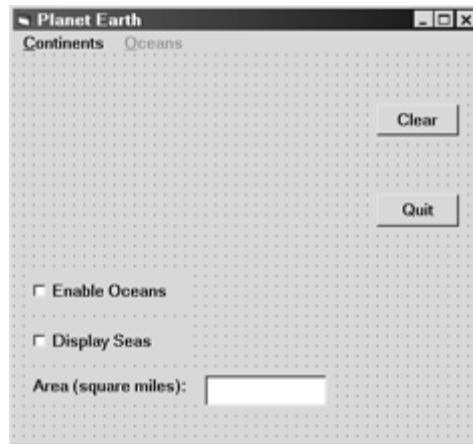 Planet Earth
Continents Oceans
Clear
Quit
Enable Oceans
Display Seas
Area (square miles):